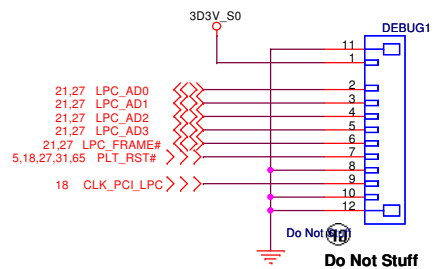 3D3V_S0
DEBUG1
11
1
21,27 LPC_AD0 2
21,27 LPC_AD1 3
21,27 LPC_AD2 4
21,27 LPC_AD3 5
21,27 LPC_FRAME# 6
5,18,27,31,65 PLT_RST# 7
8
18 CLK_PCI_LPC 9
10
12
Do Not
Do Not Stuff